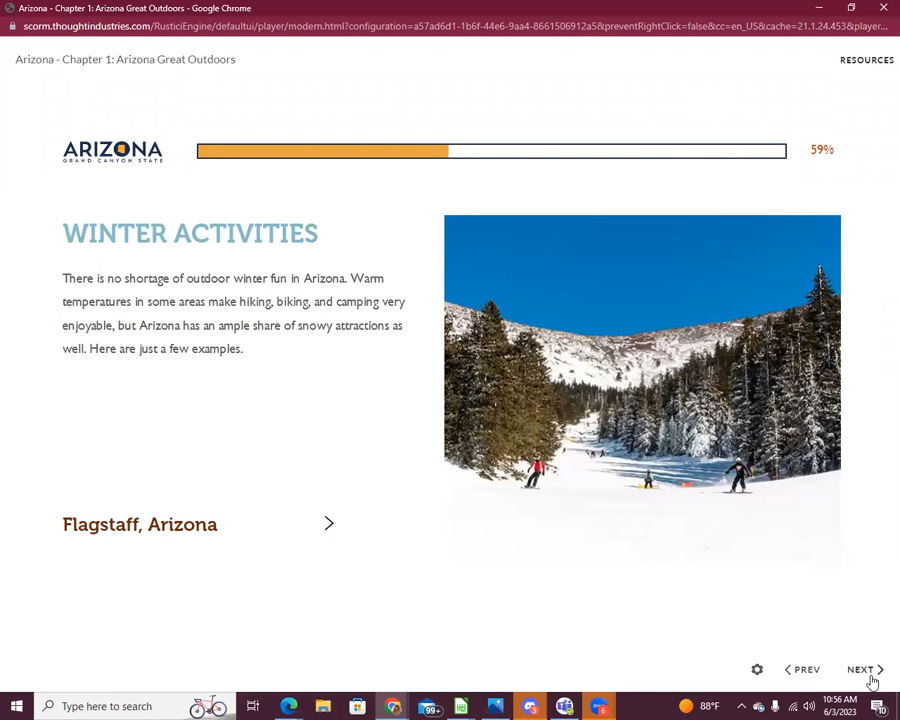 Arizona - Chapter 1: Arizona Great Outdoors - Google Chrome
scorm.thoughtindustries.com/RusticiEngine/defaultui/player/modern.html?configuration=a57ad6d1-1b6f-44e6-9aa4-8661506912a5&preventRightClick=false&cc=en_US&cache=21.1.24.453&player...
Arizona - Chapter 1: Arizona Great Outdoors
RESOURCES
ARIZONA
GRAND CANYON STATE
59%
WINTER ACTIVITIES
There is no shortage of outdoor winter fun in Arizona. Warm
temperatures in some areas make hiking, biking, and camping very
enjoyable, but Arizona has an ample share of snowy attractions as
well. Here are just a few examples.
Flagstaff, Arizona
PREV
NEXT
Type here to search
99+
3
6
88°F
10:56 AM
6/3/2023
10